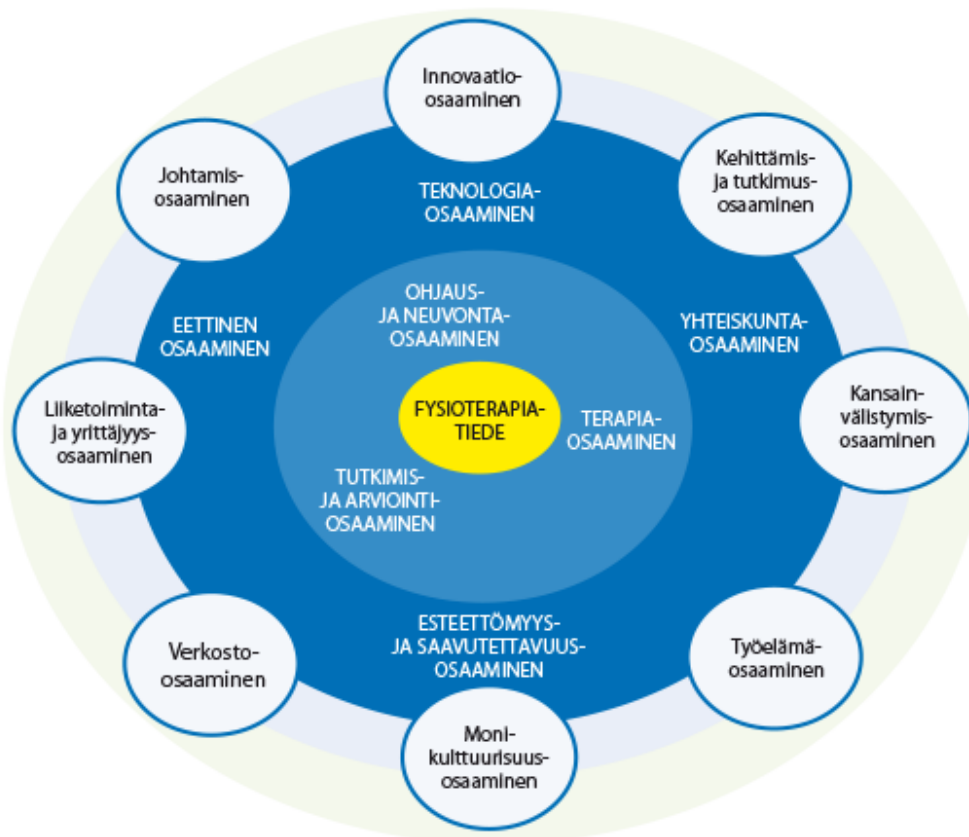 Innovaatio-
osaaminen
Johtamis-
osaaminen
Kehittämis-
ja tutkimus-
osaaminen
TEKNOLOGIA-
OSAAMINEN
OHJAUS-
JA NEUVONTA-
OSAAMINEN
EETTINEN
OSAAMINEN
YHTEISKUNTA-
OSAAMINEN
Liiketoiminta-
ja yrittäjyys-
osaaminen
FYSIOTERAPIA-
TIEDE
TERAPIA-
OSAAMINEN
Kansain-
välistymis-
osaaminen
TUTKIMIS-
JA ARVIOINTI-
OSAAMINEN
ESTEETTÖMYYS-
JA SAAVUTETTAVUUS-
OSAAMINEN
Verkosto-
osaaminen
Työelämä-
osaaminen
Moni-
kulttuurisuus-
osaaminen